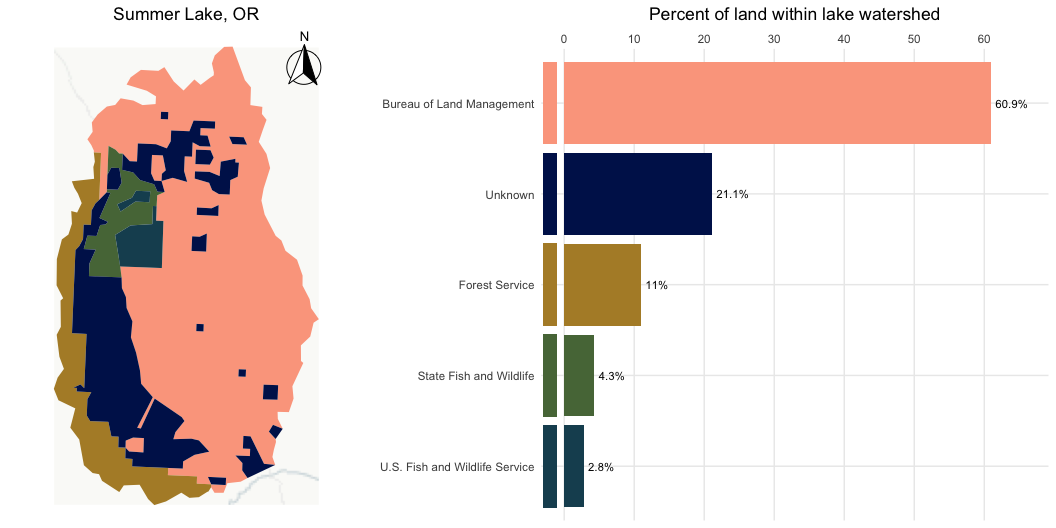 Summer Lake, OR
N
Percent of land within lake watershed
0 10 20 30 40 50 60
Bureau of Land Management 60.9%
Unknown 21.1%
Forest Service 11%
State Fish and Wildlife 4.3%
U.S. Fish and Wildlife Service 2.8%